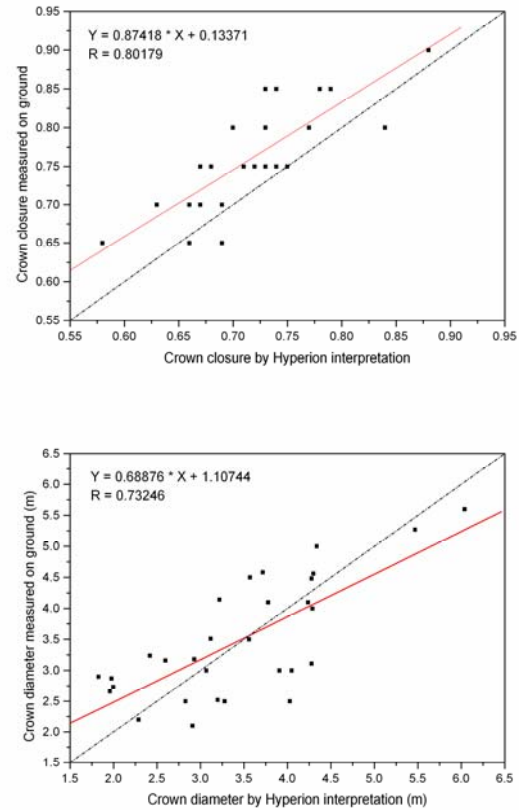 Y = 0.87418 * X + 0.13371
R = 0.80179
Crown closure measured on ground
0.95
0.90
0.85
0.80
0.75
0.70
0.65
0.60
0.55
0.55 0.60 0.65 0.70 0.75 0.80 0.85 0.90 0.95
Crown closure by Hyperion interpretation
Y = 0.68876 * X + 1.10744
R = 0.73246
Crown diameter measured on ground (m)
6.5
6.0
5.5
5.0
4.5
4.0
3.5
3.0
2.5
2.0
1.5
1.5 2.0 2.5 3.0 3.5 4.0 4.5 5.0 5.5 6.0 6.5
Crown diameter by Hyperion interpretation (m)